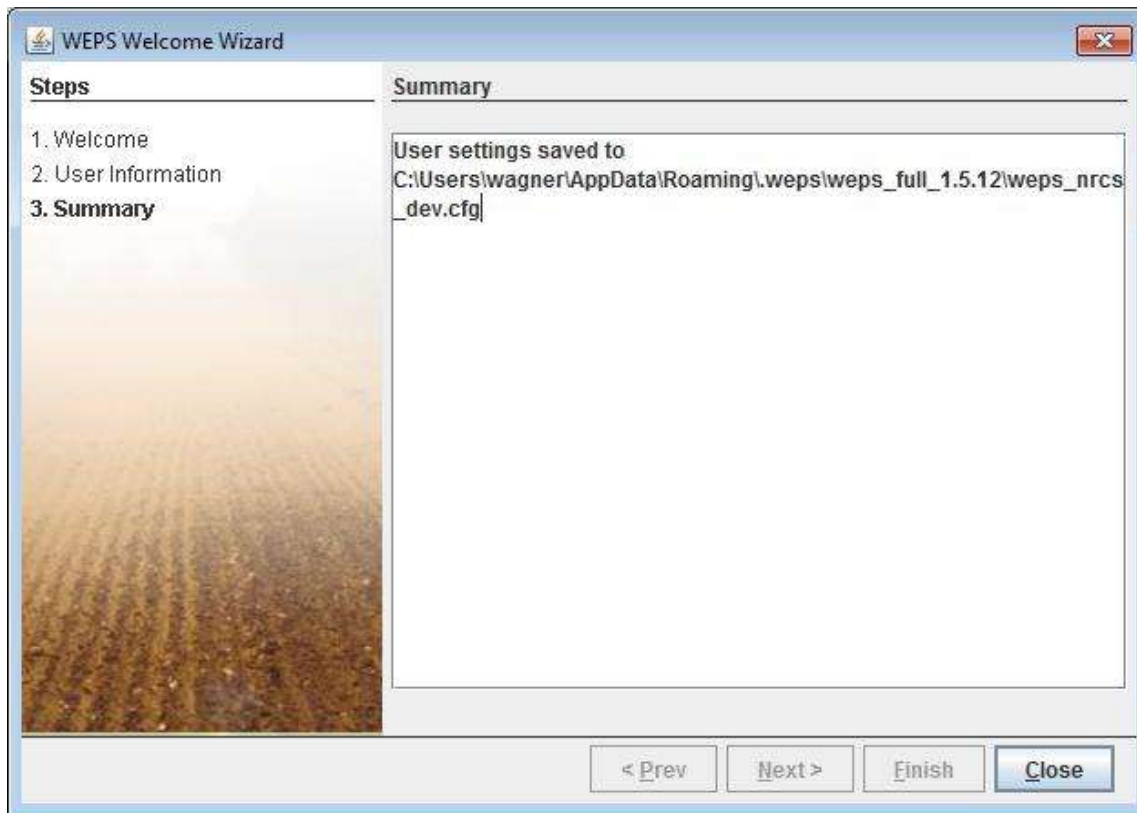 WEPS Welcome Wizard
Steps
1. Welcome
2. User Information
3. Summary
Summary
User settings saved to
C:\Users\wagner\AppData\Roaming\.weps\weps_full_1.5.12\weps_nrcs
_dev.cfg
< Prev
Next >
Finish
Close